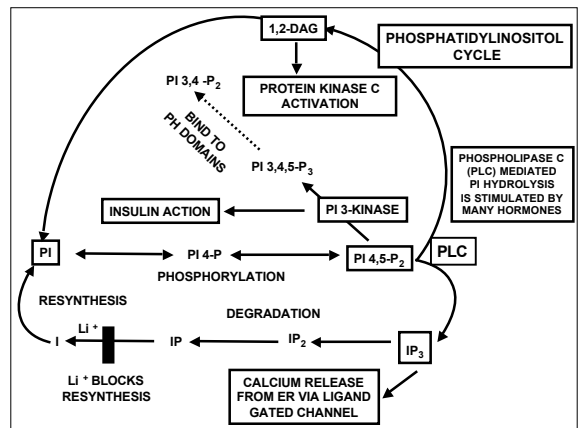 1,2-DAG
PHOSPHATIDYLINOSITOL
CYCLE
PI 3,4 -P₂
PROTEIN KINASE C
ACTIVATION
BIND TO
PH DOMAINS
PI 3,4,5-P₃
PHOSPHOLIPASE C
(PLC) MEDIATED
PI HYDROLYSIS
IS STIMULATED BY
MANY HORMONES
INSULIN ACTION
PI 3-KINASE
PI
PI 4-P
PI 4,5-P₂
PLC
PHOSPHORYLATION
RESYNTHESIS
DEGRADATION
Li ⁺
I
IP
IP₂
IP₃
Li ⁺ BLOCKS
RESYNTHESIS
CALCIUM RELEASE
FROM ER VIA LIGAND
GATED CHANNEL